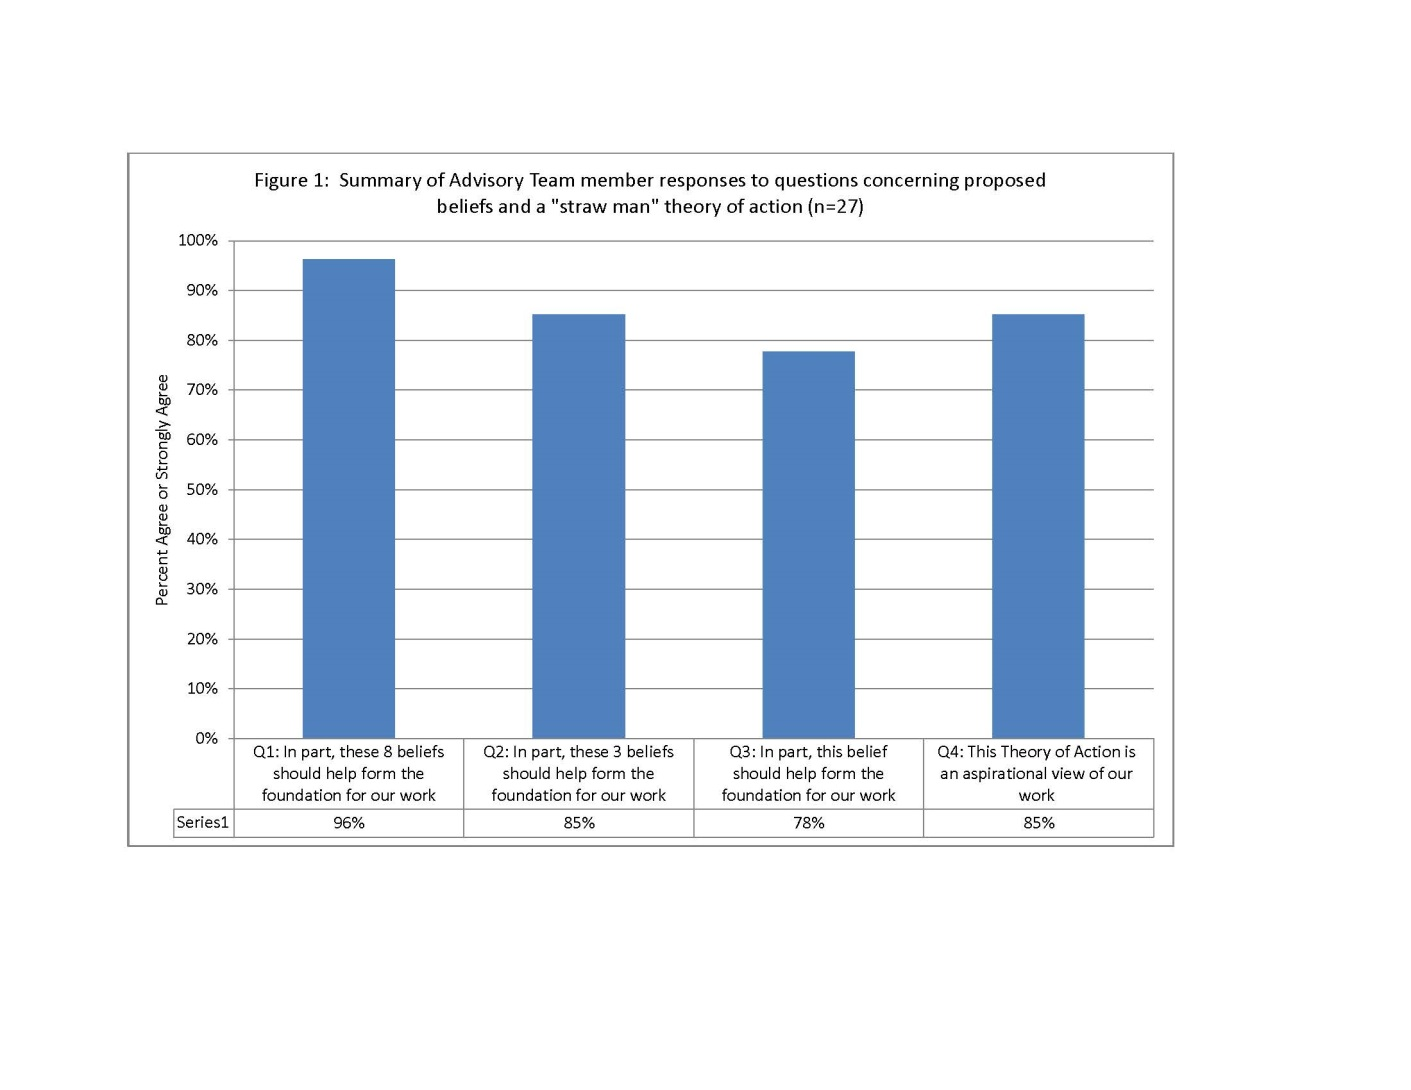 Figure 1:  Summary of Advisory Team member responses to questions concerning proposed
beliefs and a "straw man" theory of action (n=27)
Percent Agree or Strongly Agree
100%
90%
80%
70%
60%
50%
40%
30%
20%
10%
0%
Q1: In part, these 8 beliefs
should help form the
foundation for our work
Q2: In part, these 3 beliefs
should help form the
foundation for our work
Q3: In part, this belief
should help form the
foundation for our work
Q4: This Theory of Action is
an aspirational view of our
work
Series1 96% 85% 78% 85%